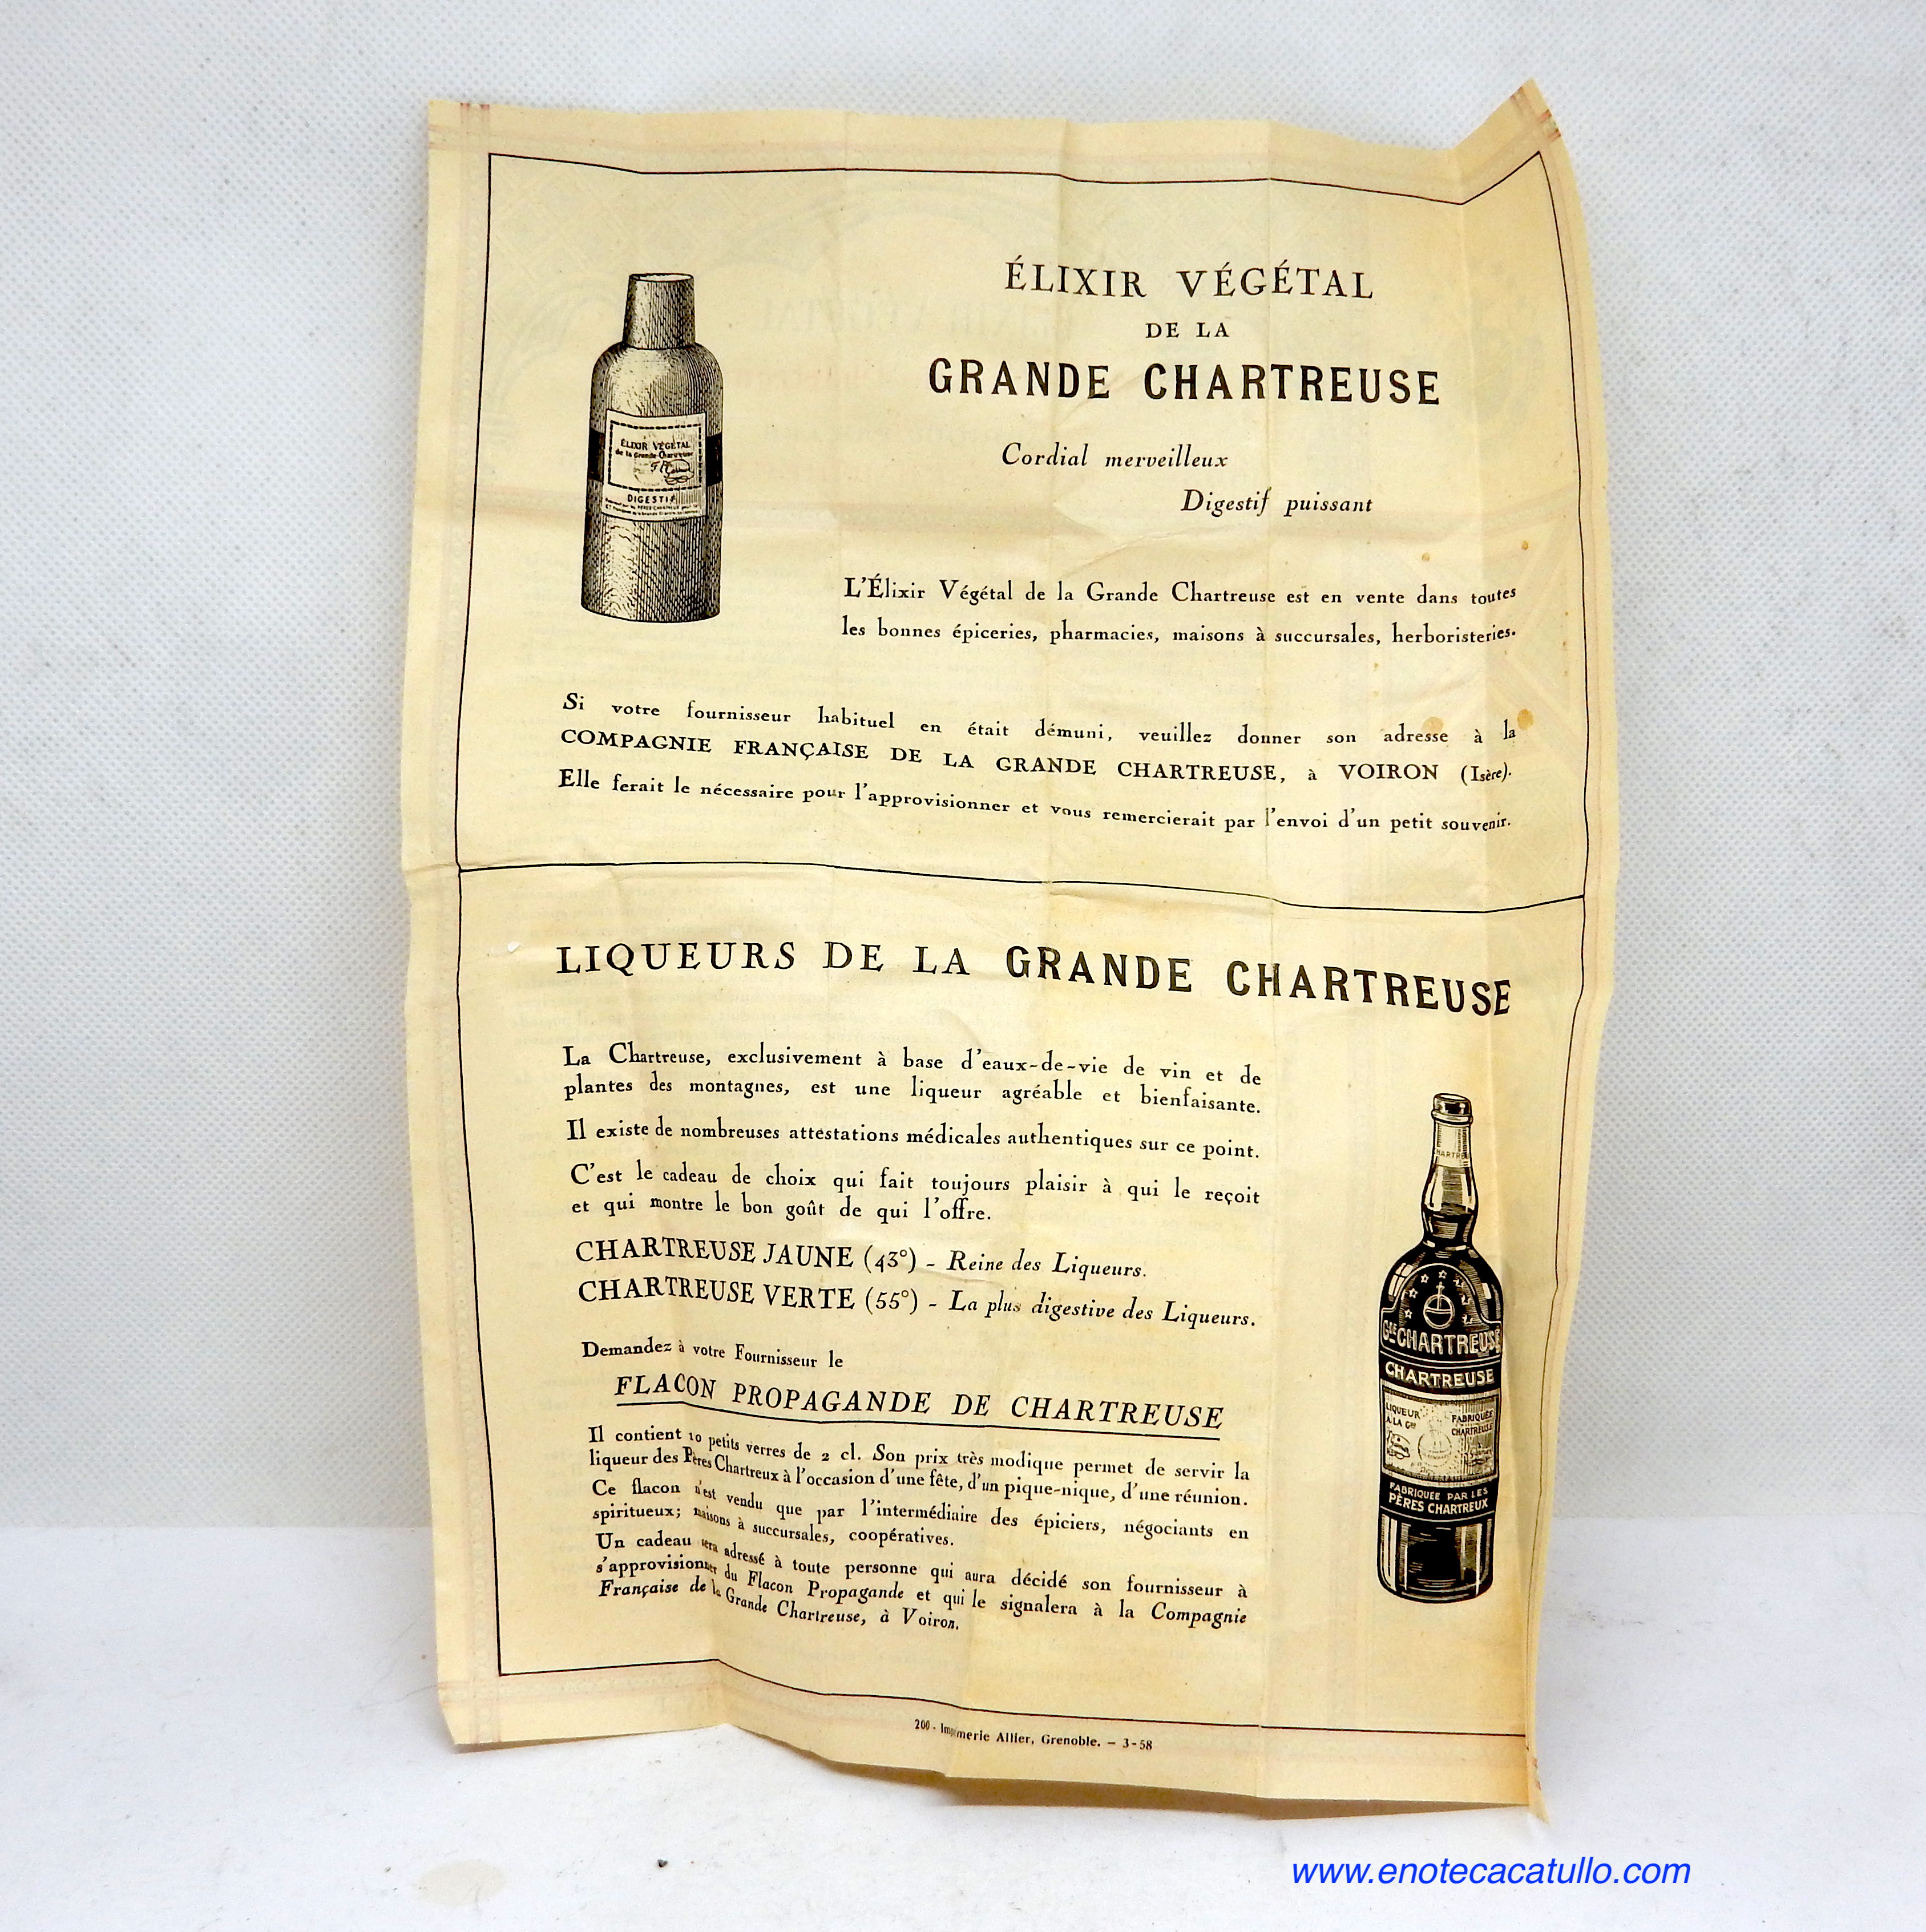 ÉLIXIR VÉGÉTAL
DE LA
GRANDE CHARTREUSE
Cordial merveilleux
Digestif puissant
ÉLIXIR VÉGÉTAL
de la Grande Chartreuse
DIGESTIF
L'Élixir Végétal de la Grande Chartreuse est en vente dans toutes
les bonnes épiceries, pharmacies, maisons à succursales, herboristeries.
Si votre fournisseur habituel en était démuni, veuillez donner son adresse à la
COMPAGNIE FRANÇAISE DE LA GRANDE CHARTREUSE, à VOIRON (Isère).
Elle ferait le nécessaire pour l'approvisionner et vous remercierait par l'envoi d'un petit souvenir.
LIQUEURS DE LA GRANDE CHARTREUSE
La Chartreuse, exclusivement à base d'eaux-de-vie de vin et de
plantes des montagnes, est une liqueur agréable et bienfaisante.
Il existe de nombreuses attestations médicales authentiques sur ce point.
C'est le cadeau de choix qui fait toujours plaisir à qui le reçoit
et qui montre le bon goût de qui l'offre.
CHARTREUSE JAUNE (43°) - Reine des Liqueurs.
CHARTREUSE VERTE (55°) - La plus digestive des Liqueurs.
Demandez à votre Fournisseur le
FLACON PROPAGANDE DE CHARTREUSE
Il contient 10 petits verres de 2 cl. Son prix très modique permet de servir la
liqueur des Pères Chartreux à l'occasion d'une fête, d'un pique-nique, d'une réunion.
Ce flacon n'est vendu que par l'intermédiaire des épiciers, négociants en
spiritueux; maisons à succursales, coopératives.
Un cadeau sera adressé à toute personne qui aura décidé son fournisseur à
s'approvisionner du Flacon Propagande et qui le signalera à la Compagnie
Française de la Grande Chartreuse, à Voiron.
Gde CHARTREUSE
CHARTREUSE
LIQUEUR FABRIQUÉE
A LA Gde CHARTREUSE
FABRIQUÉE PAR LES
PÈRES CHARTREUX
200 - Imprimerie Allier, Grenoble. — 3-58
www.enotecacatullo.com